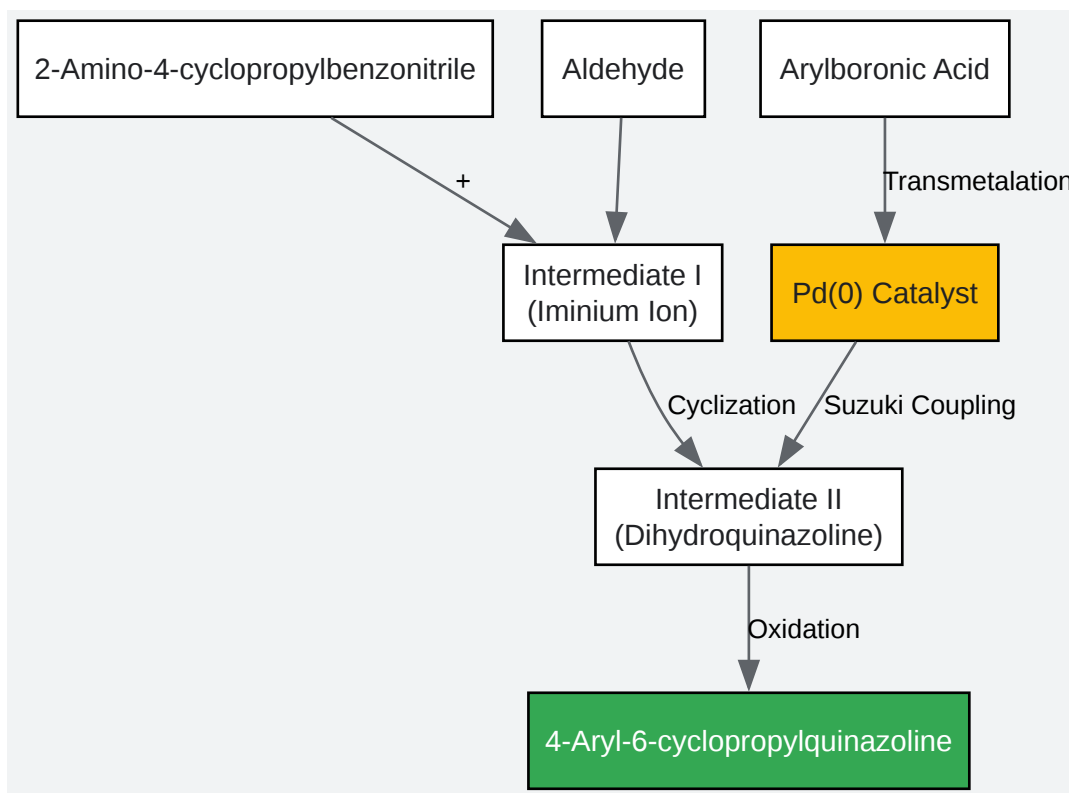 2-Amino-4-cyclopropylbenzonitrile
Aldehyde
Arylboronic Acid
+
Transmetalation
Intermediate I
(Iminium Ion)
Pd(0) Catalyst
Cyclization
Suzuki Coupling
Intermediate II
(Dihydroquinazoline)
Oxidation
4-Aryl-6-cyclopropylquinazoline